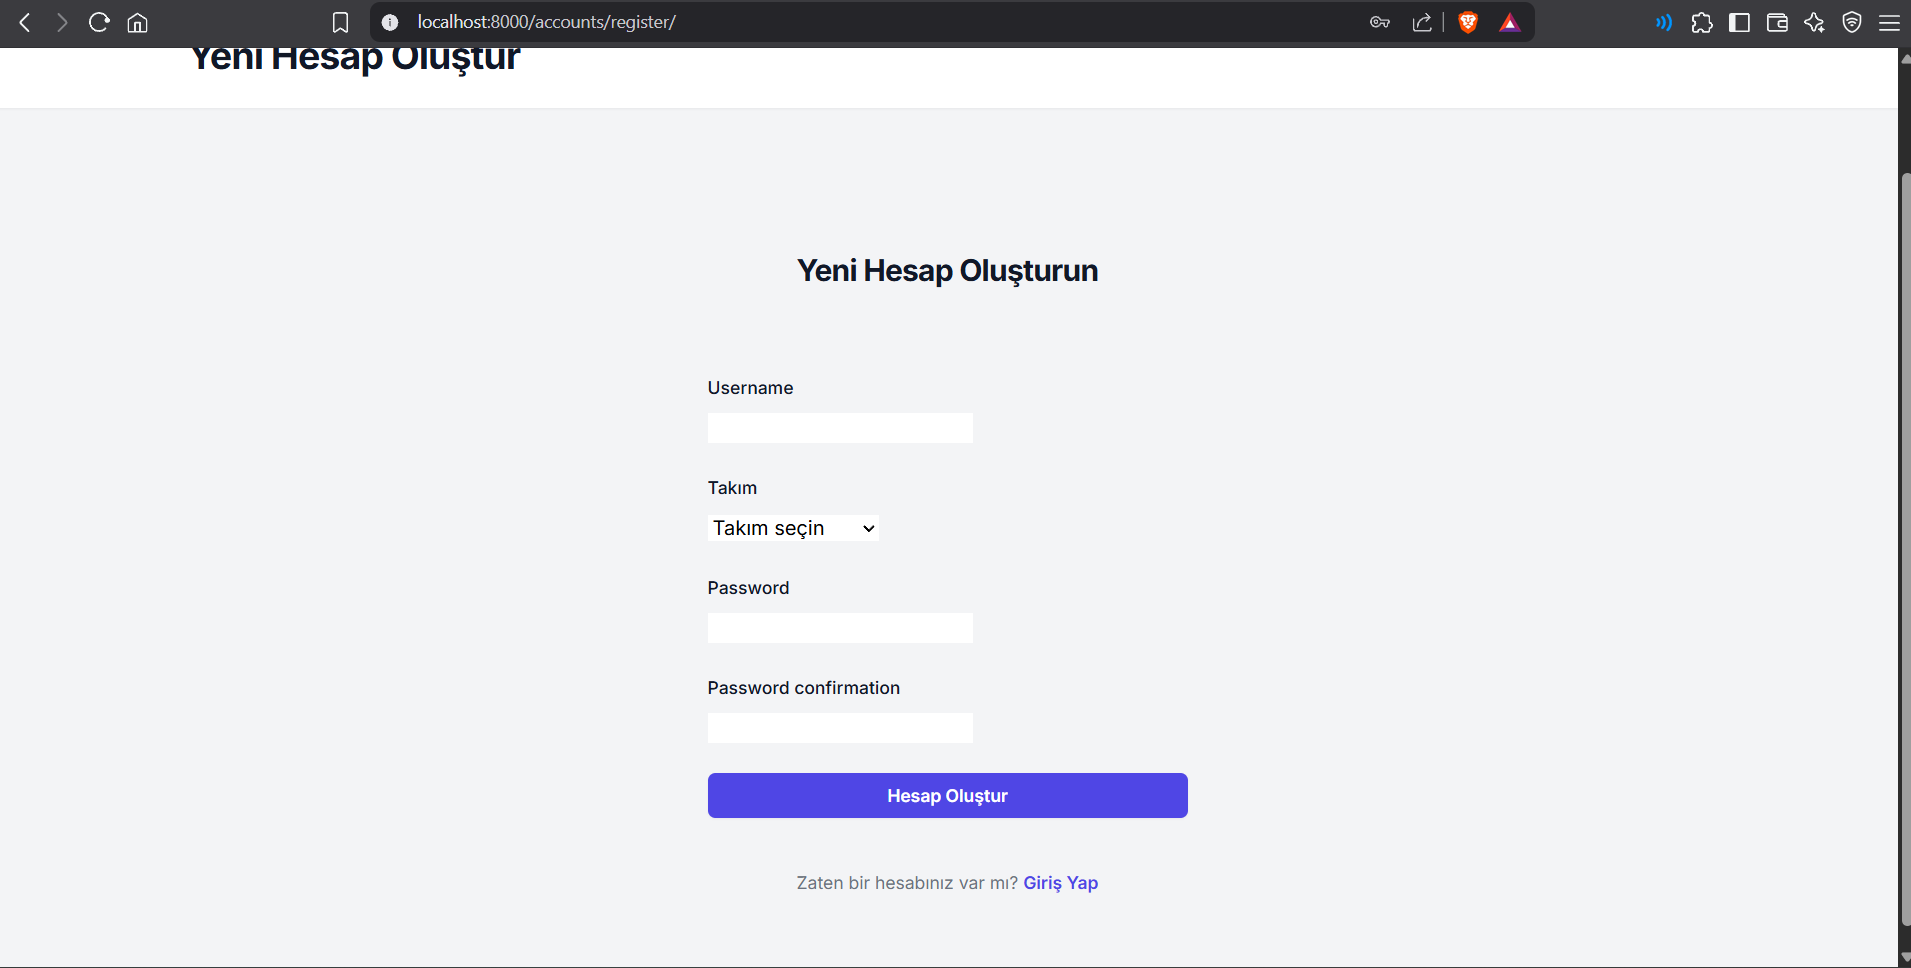 localhost:8000/accounts/register/
Yeni Hesap Oluştur
Yeni Hesap Oluşturun
Username
Takım
Takım seçin
Password
Password confirmation
Hesap Oluştur
Zaten bir hesabınız var mı? Giriş Yap